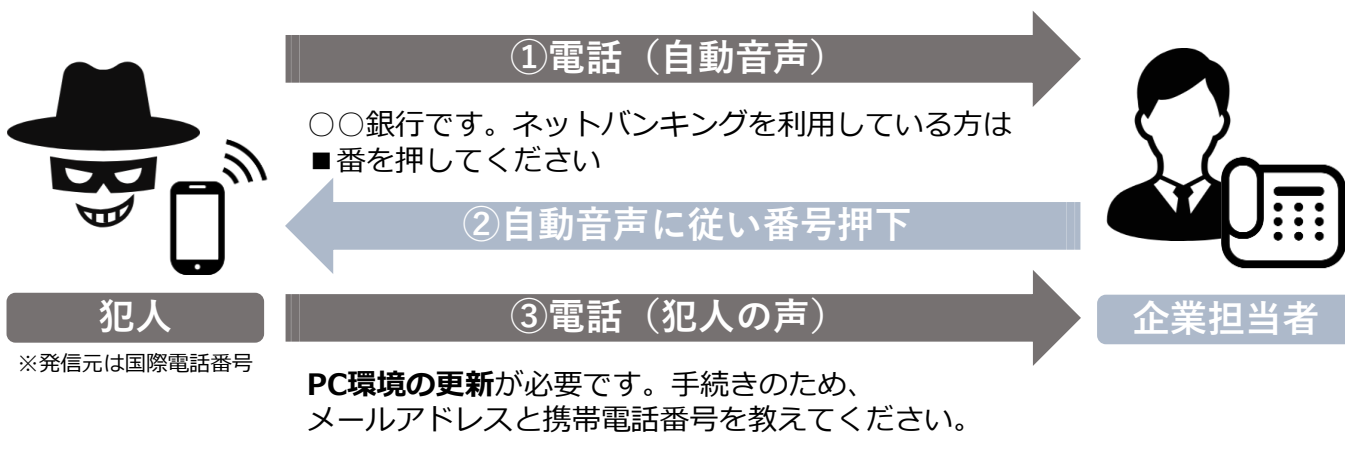 ①電話（自動音声）
○○銀行です。ネットバンキングを利用している方は
■番を押してください
②自動音声に従い番号押下
犯人
※発信元は国際電話番号
③電話（犯人の声）
企業担当者
PC環境の更新が必要です。手続きのため、
メールアドレスと携帯電話番号を教えてください。